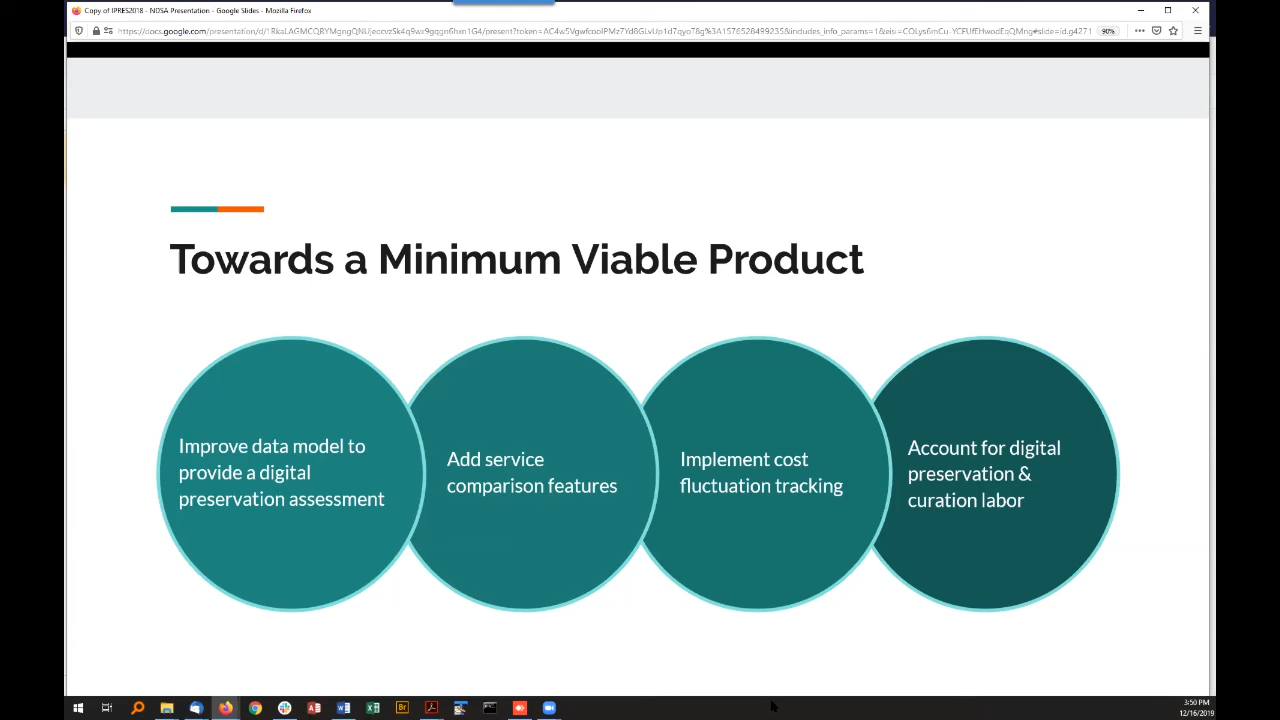 Copy of IPRES2018 - NDSA Presentation - Google Slides - Mozilla Firefox
90%
Towards a Minimum Viable Product
Improve data model to
provide a digital
preservation assessment
Add service
comparison features
Implement cost
fluctuation tracking
Account for digital
preservation &
curation labor
3:50 PM
12/16/2019